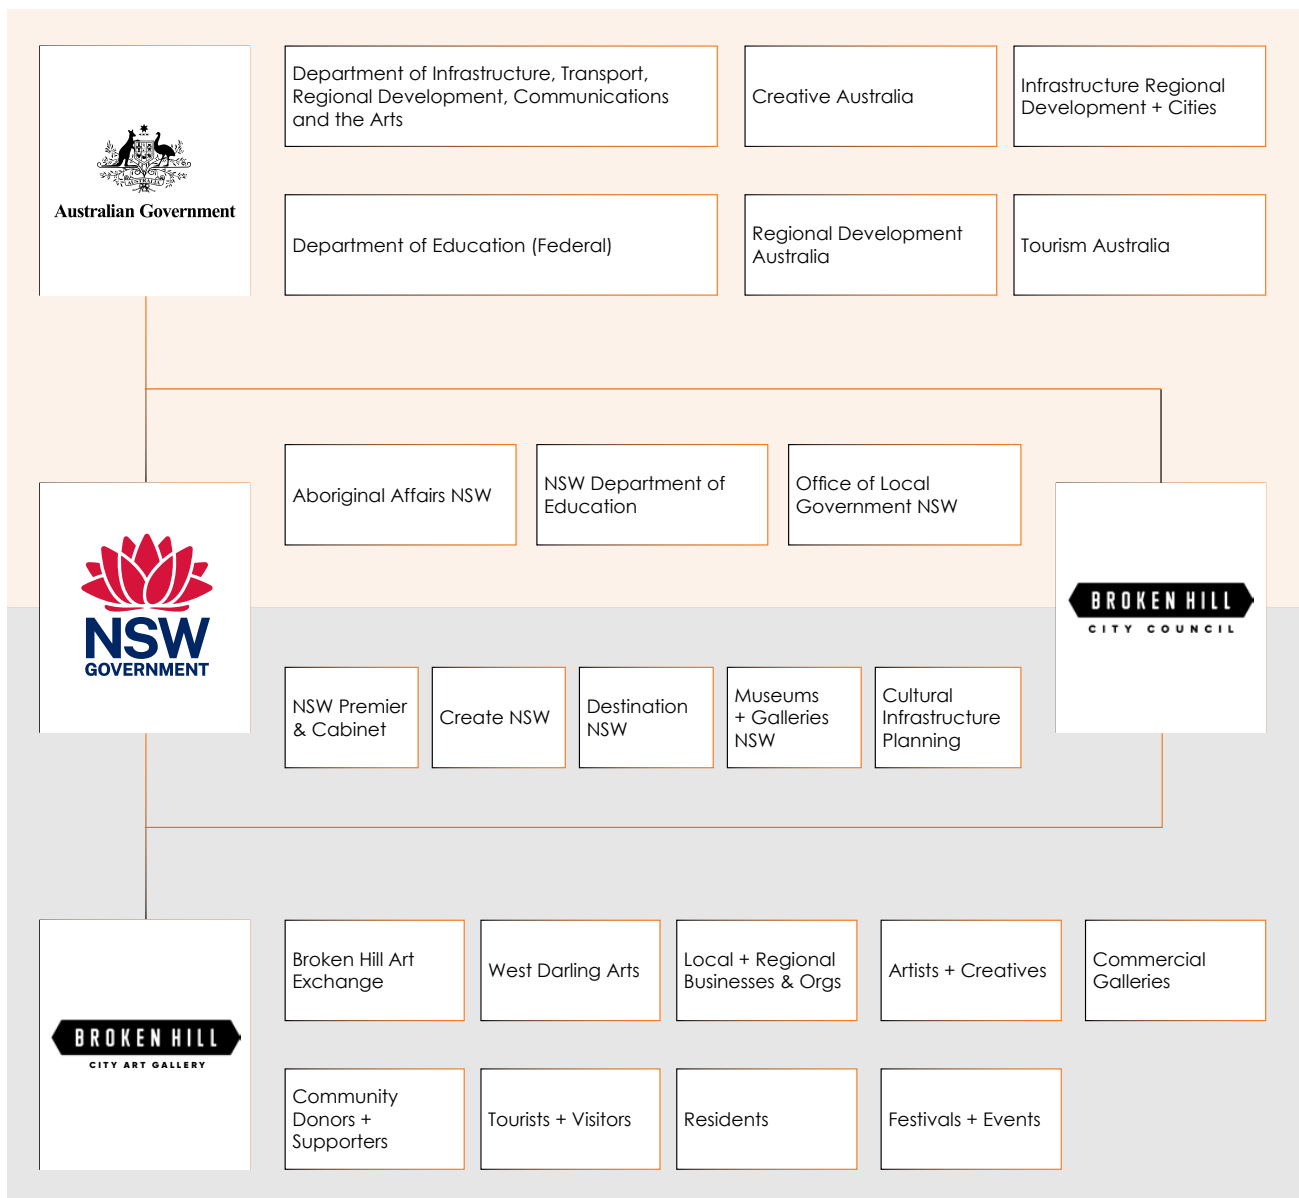 Department of Infrastructure, Transport,
Regional Development, Communications
and the Arts
Creative Australia
Infrastructure Regional
Development + Cities
AUSTRALIA
Australian Government
Department of Education (Federal)
Regional Development
Australia
Tourism Australia
Aboriginal Affairs NSW
NSW Department of
Education
Office of Local
Government NSW
NSW
GOVERNMENT
BROKEN HILL
CITY COUNCIL
NSW Premier
& Cabinet
Create NSW
Destination
NSW
Museums
+ Galleries
NSW
Cultural
Infrastructure
Planning
BROKEN HILL
CITY ART GALLERY
Broken Hill Art
Exchange
West Darling Arts
Local + Regional
Businesses & Orgs
Artists + Creatives
Commercial
Galleries
Community
Donors +
Supporters
Tourists + Visitors
Residents
Festivals + Events